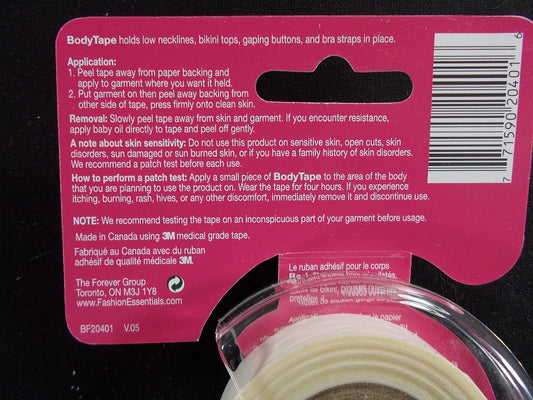 BodyTape holds low necklines, bikini tops, gaping buttons, and bra straps in place.
Application:
1. Peel tape away from paper backing and
apply to garment where you want it held.
2. Put garment on then peel away backing from
other side of tape, press firmly onto clean skin.
Removal: Slowly peel tape away from skin and garment. If you encounter resistance,
apply baby oil directly to tape and peel off gently.
A note about skin sensitivity: Do not use this product on sensitive skin, open cuts, skin
disorders, sun damaged or sun burned skin, or if you have a family history of skin disorders.
We recommend a patch test before each use.
How to perform a patch test: Apply a small piece of BodyTape to the area of the body
that you are planning to use the product on. Wear the tape for four hours. If you experience
itching, burning, rash, hives, or any other discomfort, immediately remove it and discontinue use.
NOTE: We recommend testing the tape on an inconspicuous part of your garment before usage.
Made in Canada using 3M medical grade tape.
Fabriqué au Canada avec du ruban
adhésif de qualité médicale 3M.
The Forever Group
Toronto, ON M3J 1Y8
www.FashionEssentials.com
BF20401 V.05
7 71590 20401 6
Le ruban adhésif pour le corps